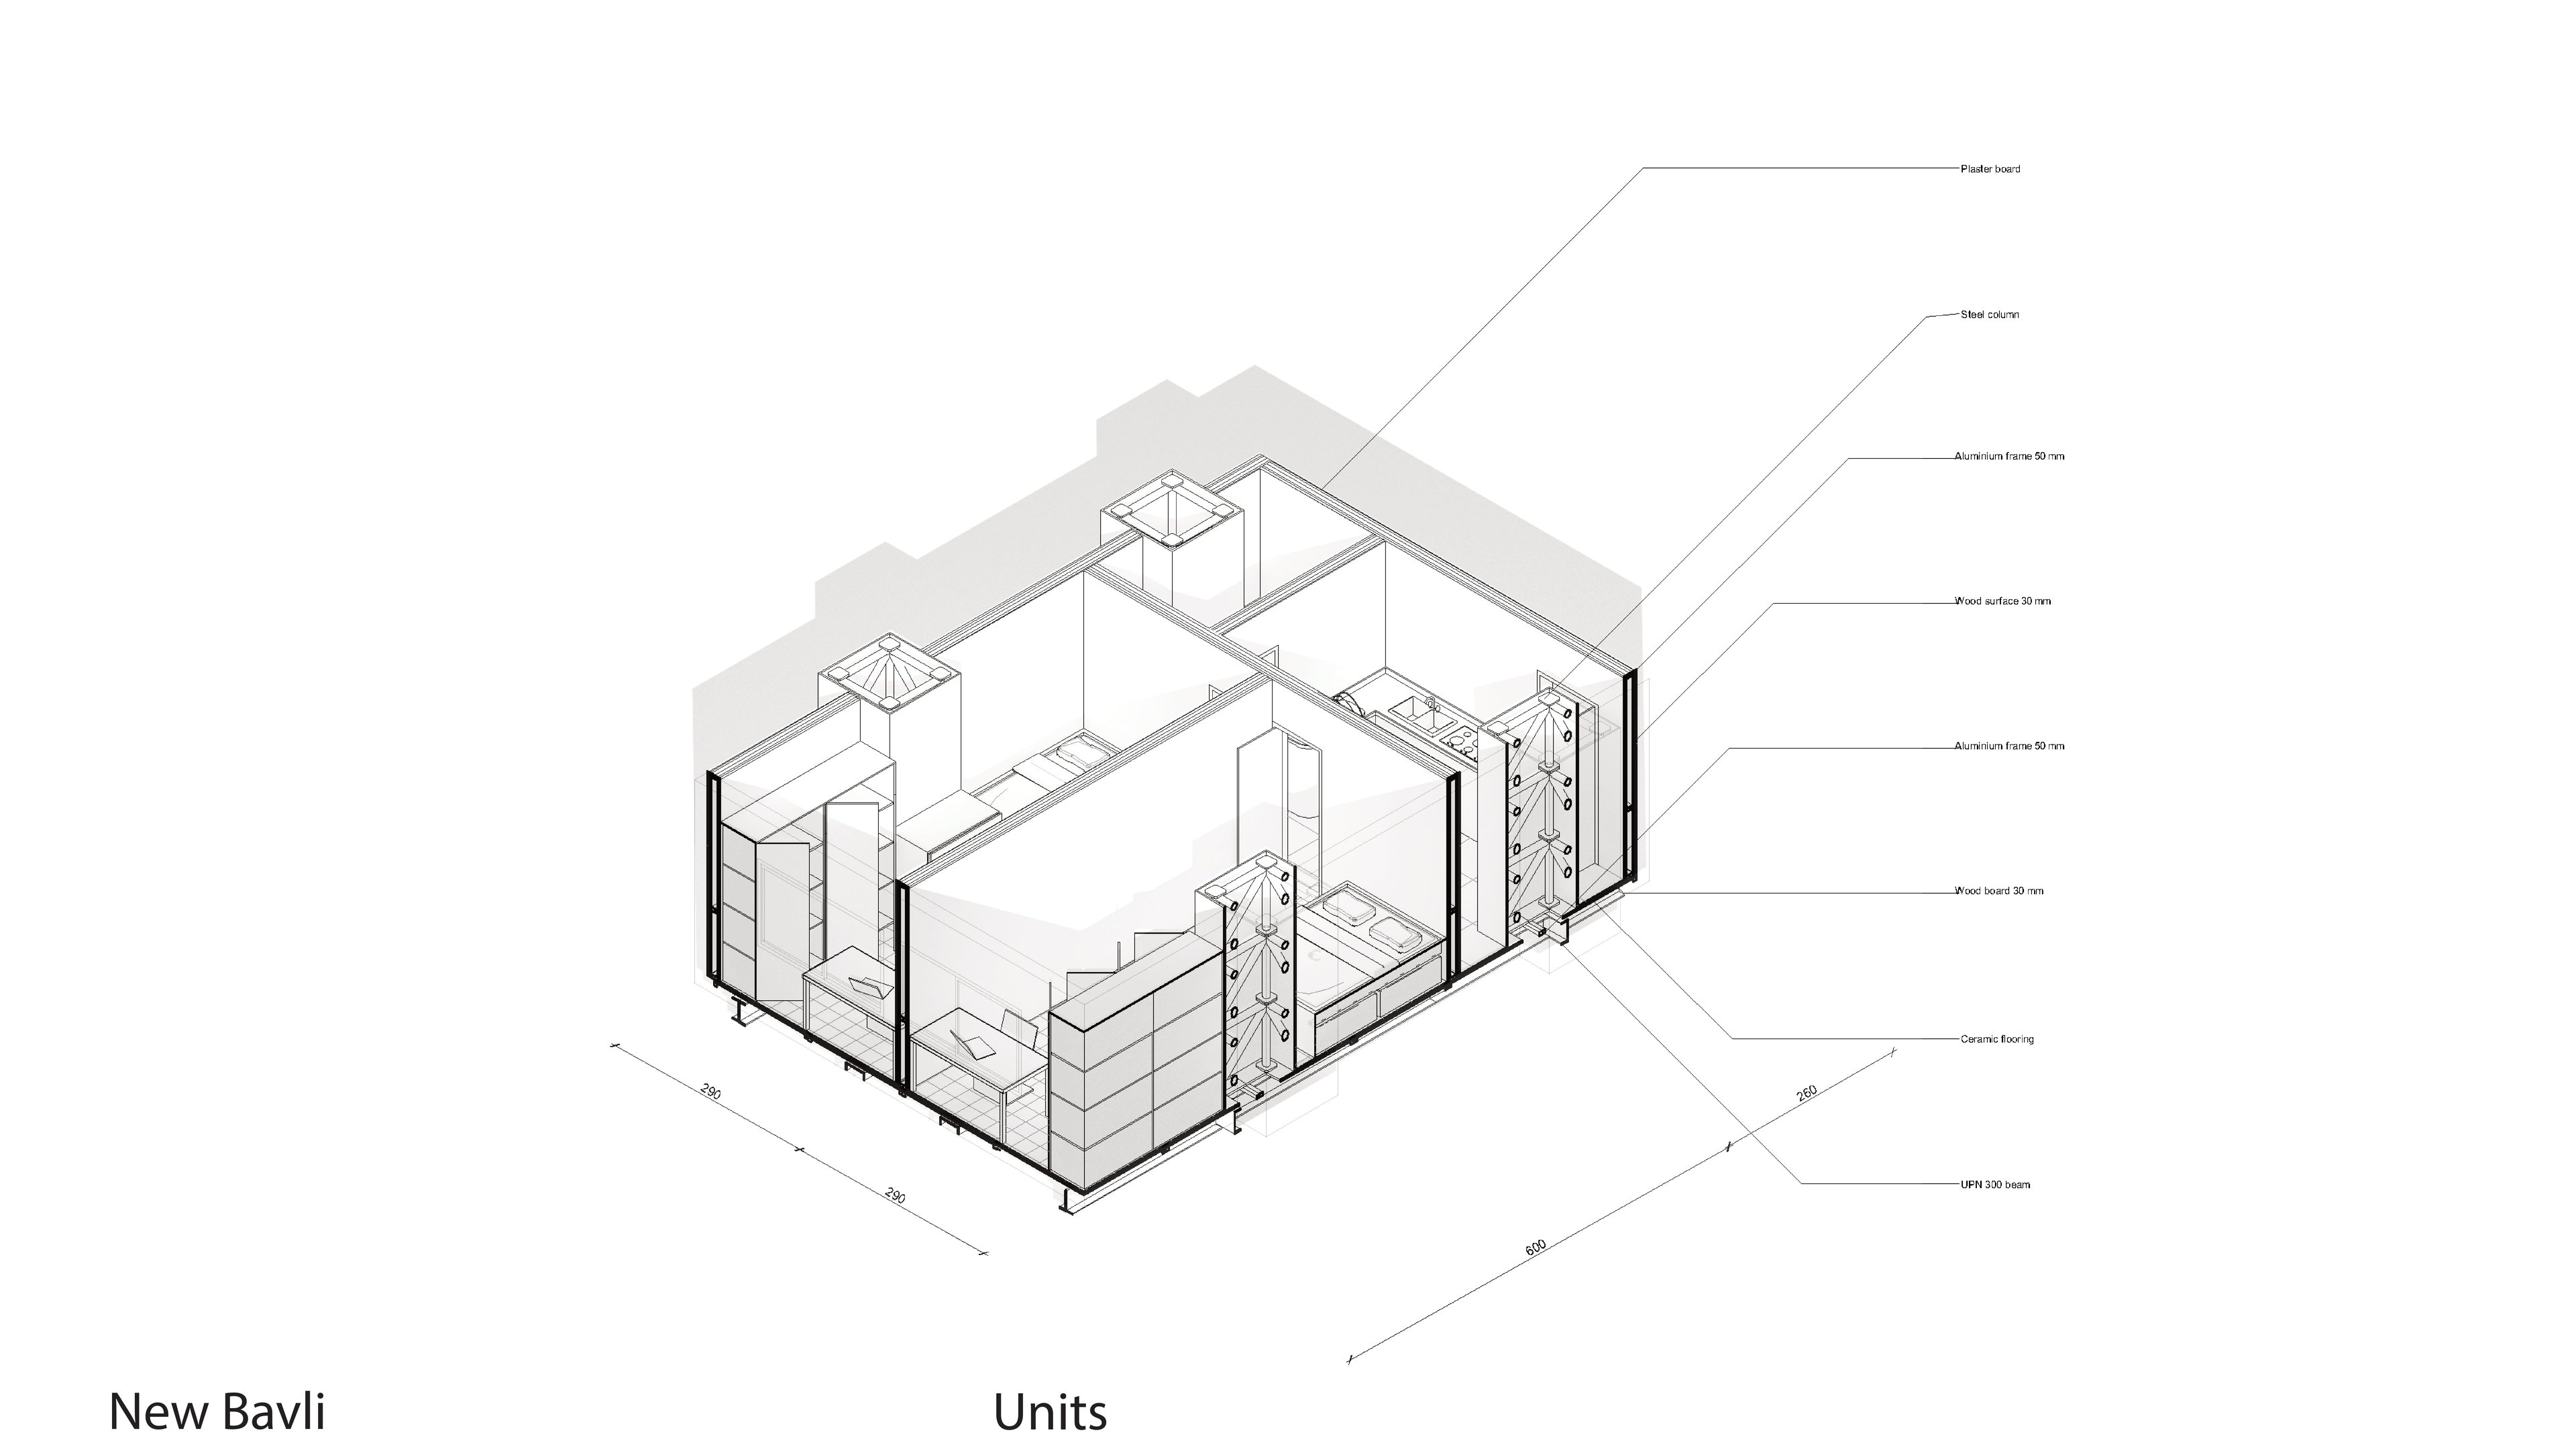 Plaster board
Steel column
Aluminium frame 50 mm
Wood surface 30 mm
Aluminium frame 50 mm
Wood board 30 mm
Ceramic flooring
UPN 300 beam
290
290
600
260
New Bavli
Units